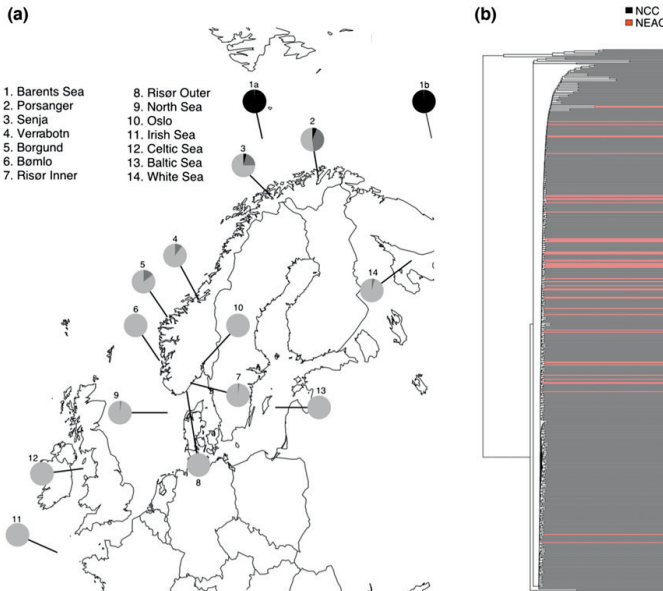 (a)
(b)
NCC
NEAC
1. Barents Sea
2. Porsanger
3. Senja
4. Verrabotn
5. Borgund
6. Bømlo
7. Risør Inner
8. Risør Outer
9. North Sea
10. Oslo
11. Irish Sea
12. Celtic Sea
13. Baltic Sea
14. White Sea
1a
1b
2
3
4
5
14
6
10
7
13
9
12
8
11